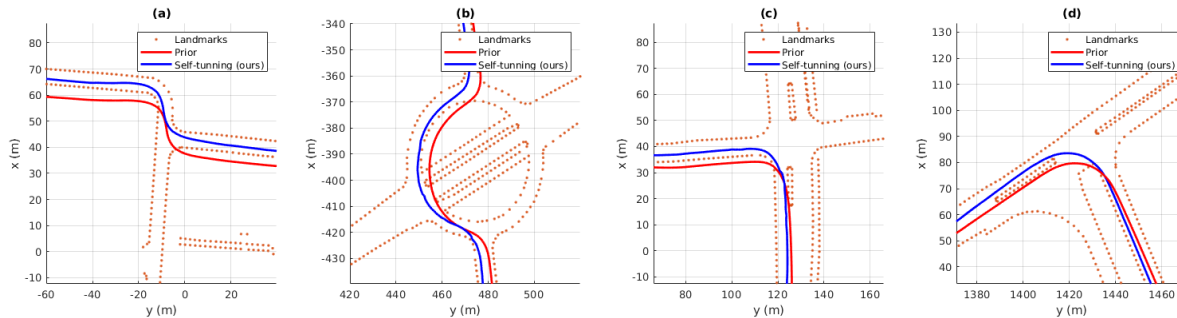 (a)
80
70
60
50
40
30
20
10
0
-10
x (m)
-60
-40
-20
0
20
y (m)
Landmarks
Prior
Self-tunning (ours)
(b)
-340
-350
-360
-370
-380
-390
-400
-410
-420
-430
x (m)
420
440
460
480
500
y (m)
Landmarks
Prior
Self-tunning (ours)
(c)
80
70
60
50
40
30
20
10
0
-10
x (m)
80
100
120
140
160
y (m)
Landmarks
Prior
Self-tunning (ours)
(d)
130
120
110
100
90
80
70
60
50
40
x (m)
1380
1400
1420
1440
1460
y (m)
Landmarks
Prior
Self-tunning (ours)